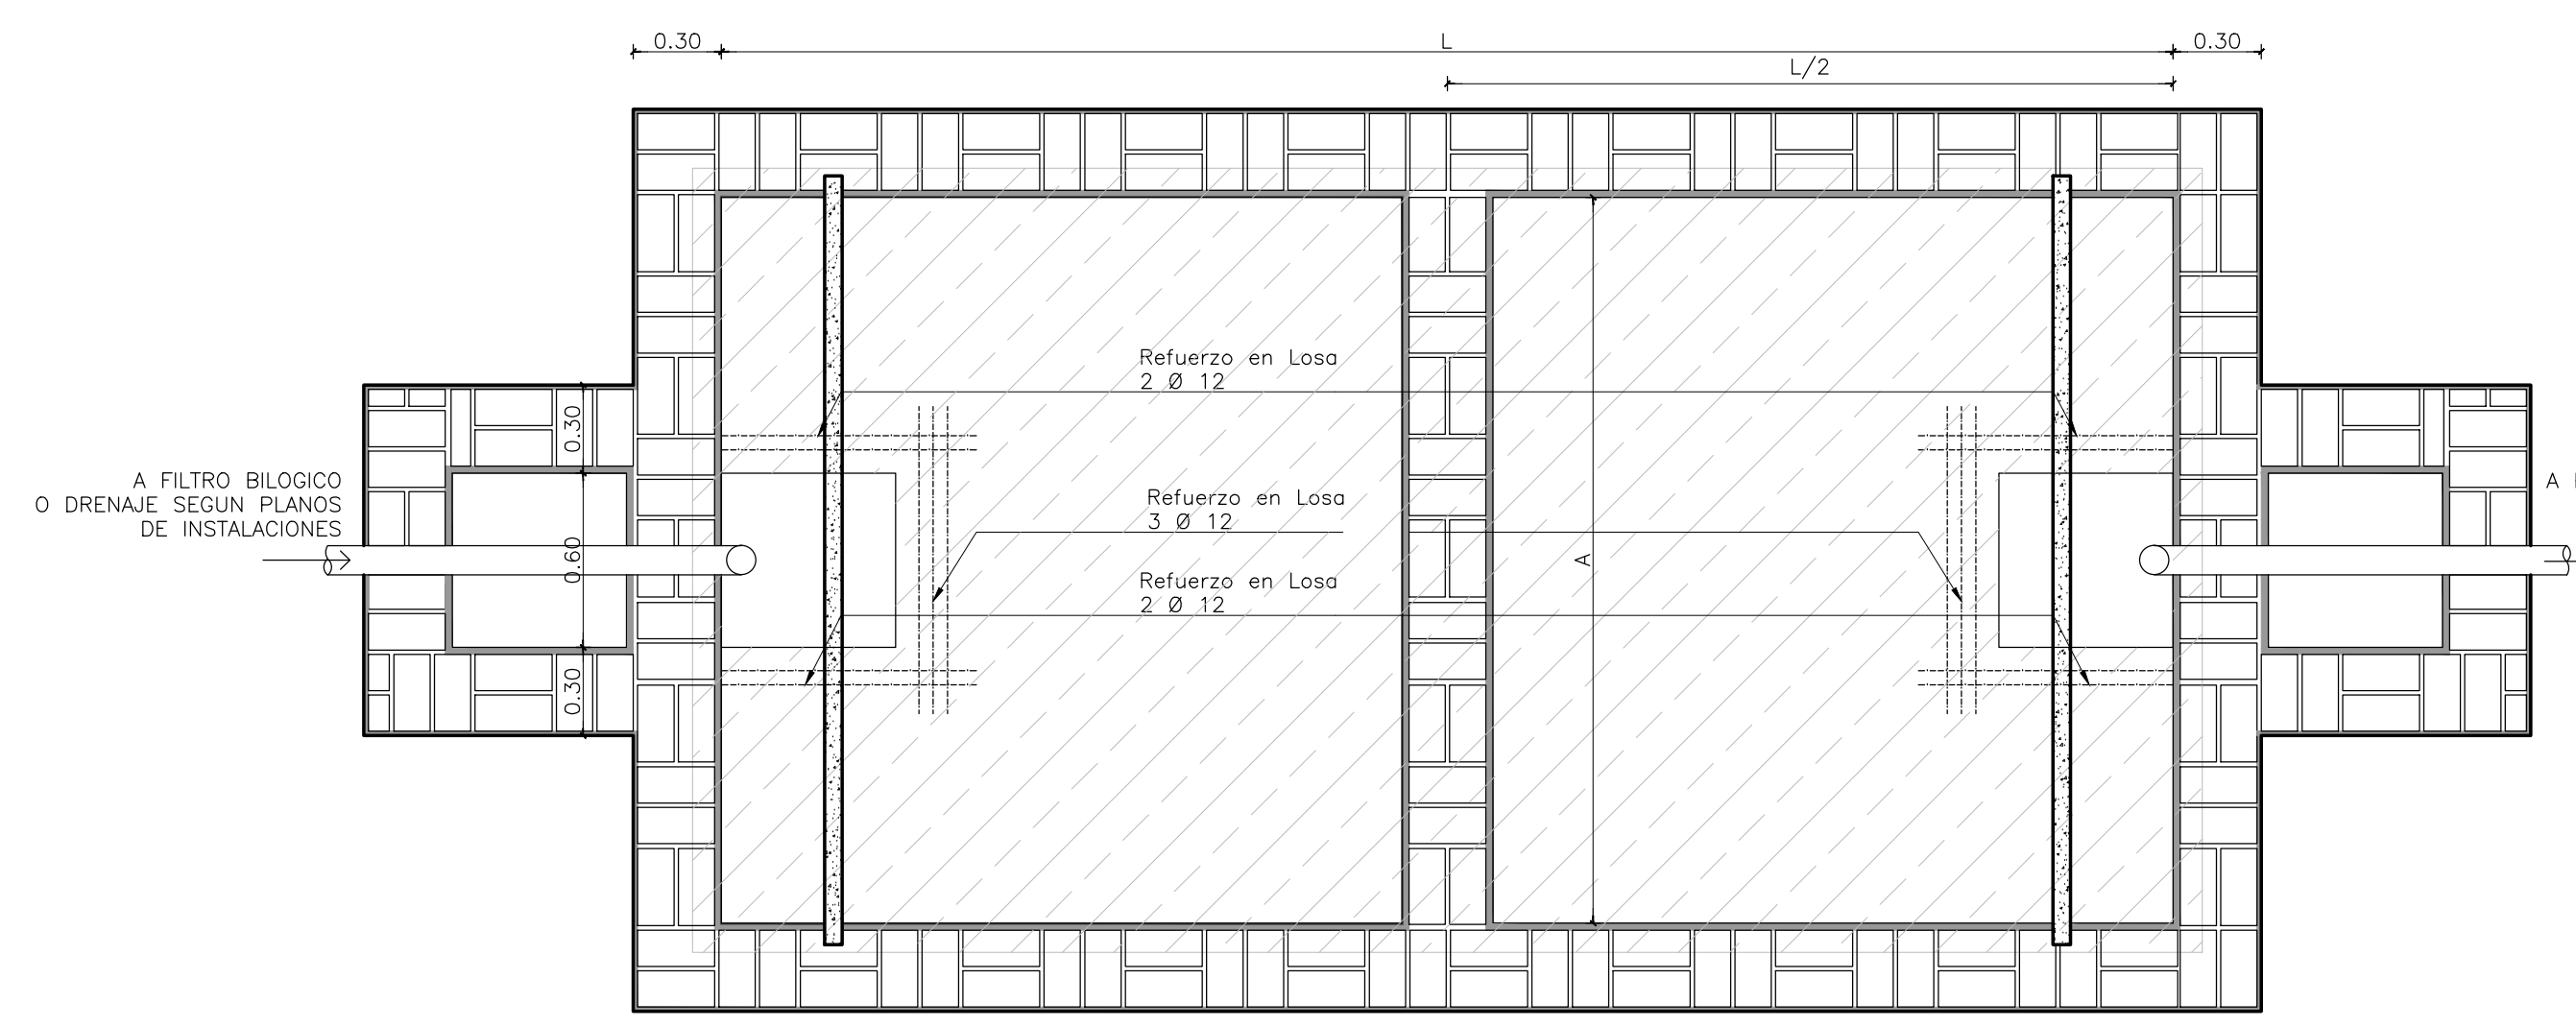 0.30
L
0.30
L/2
Refuerzo en Losa
2 Ø 12
0.30
A FILTRO BILOGICO
O DRENAJE SEGUN PLANOS
DE INSTALACIONES
A
Refuerzo en Losa
3 Ø 12
0.60
A
Refuerzo en Losa
2 Ø 12
0.30